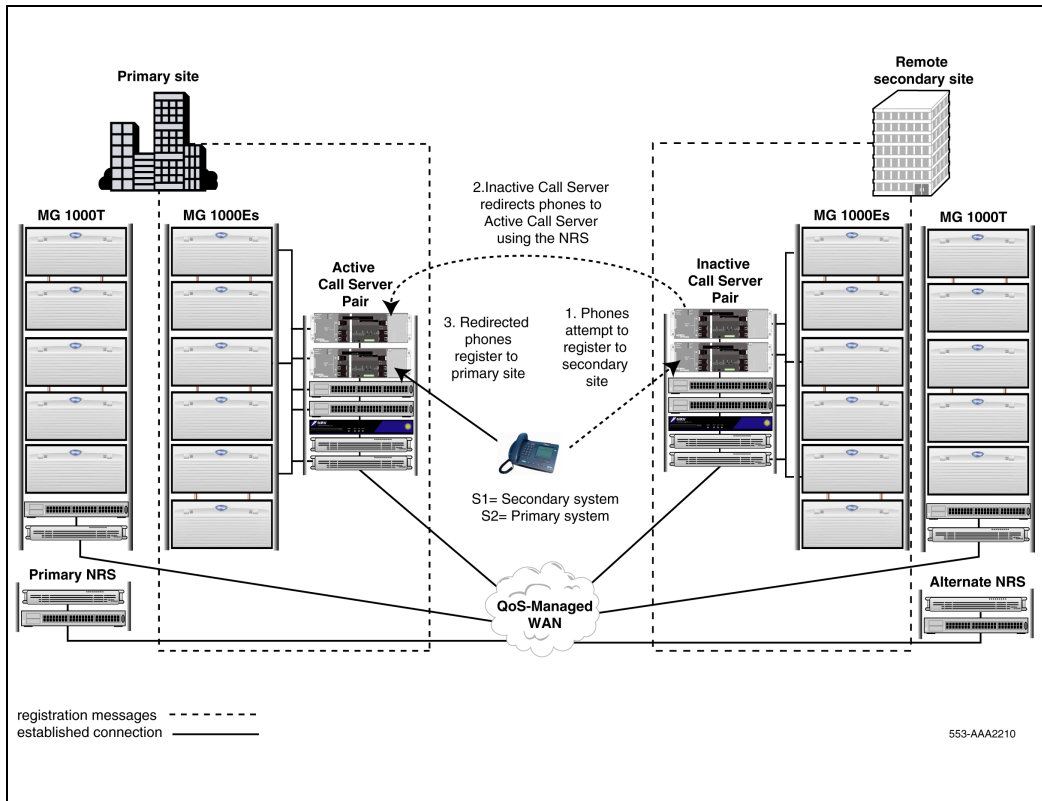 Primary site
Remote
secondary site
MG 1000T
MG 1000Es
2.Inactive Call Server
redirects phones to
Active Call Server
using the NRS
MG 1000Es
MG 1000T
Active
Call Server
Pair
Inactive
Call Server
Pair
3. Redirected
phones
register to
primary site
1. Phones
attempt to
register to
secondary
site
S1= Secondary system
S2= Primary system
Primary NRS
QoS-Managed
WAN
Alternate NRS
registration messages
established connection
553-AAA2210